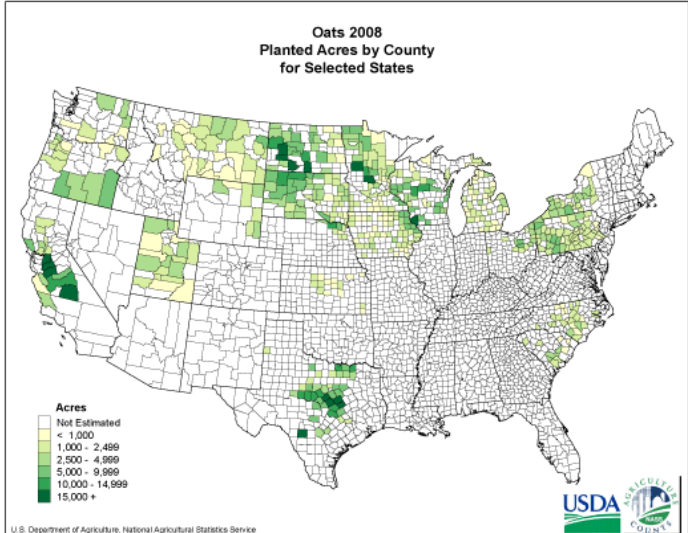 Oats 2008
Planted Acres by County
for Selected States
Acres
Not Estimated
< 1,000
1,000 - 2,499
2,500 - 4,999
5,000 - 9,999
10,000 - 14,999
15,000 +
USDA
AGRICULTURE
NASS
COUNTS
U.S. Department of Agriculture, National Agricultural Statistics Service